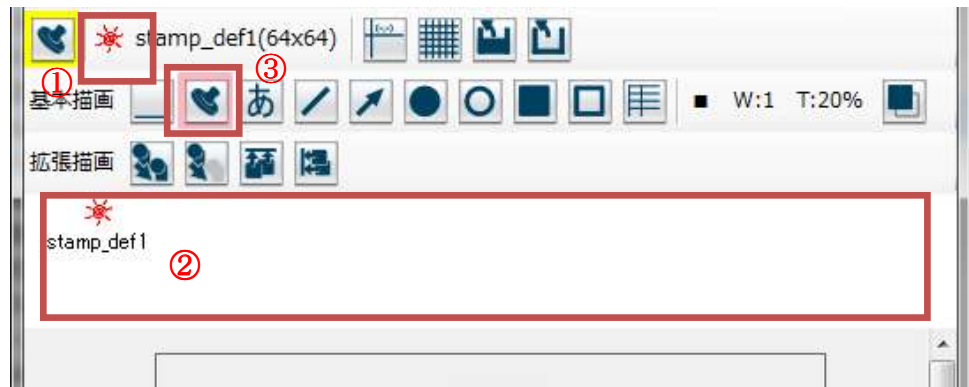 stamp_def1(64x64) f(x)
① ③
基本描画 あ W:1 T:20%
拡張描画
stamp_def1
②